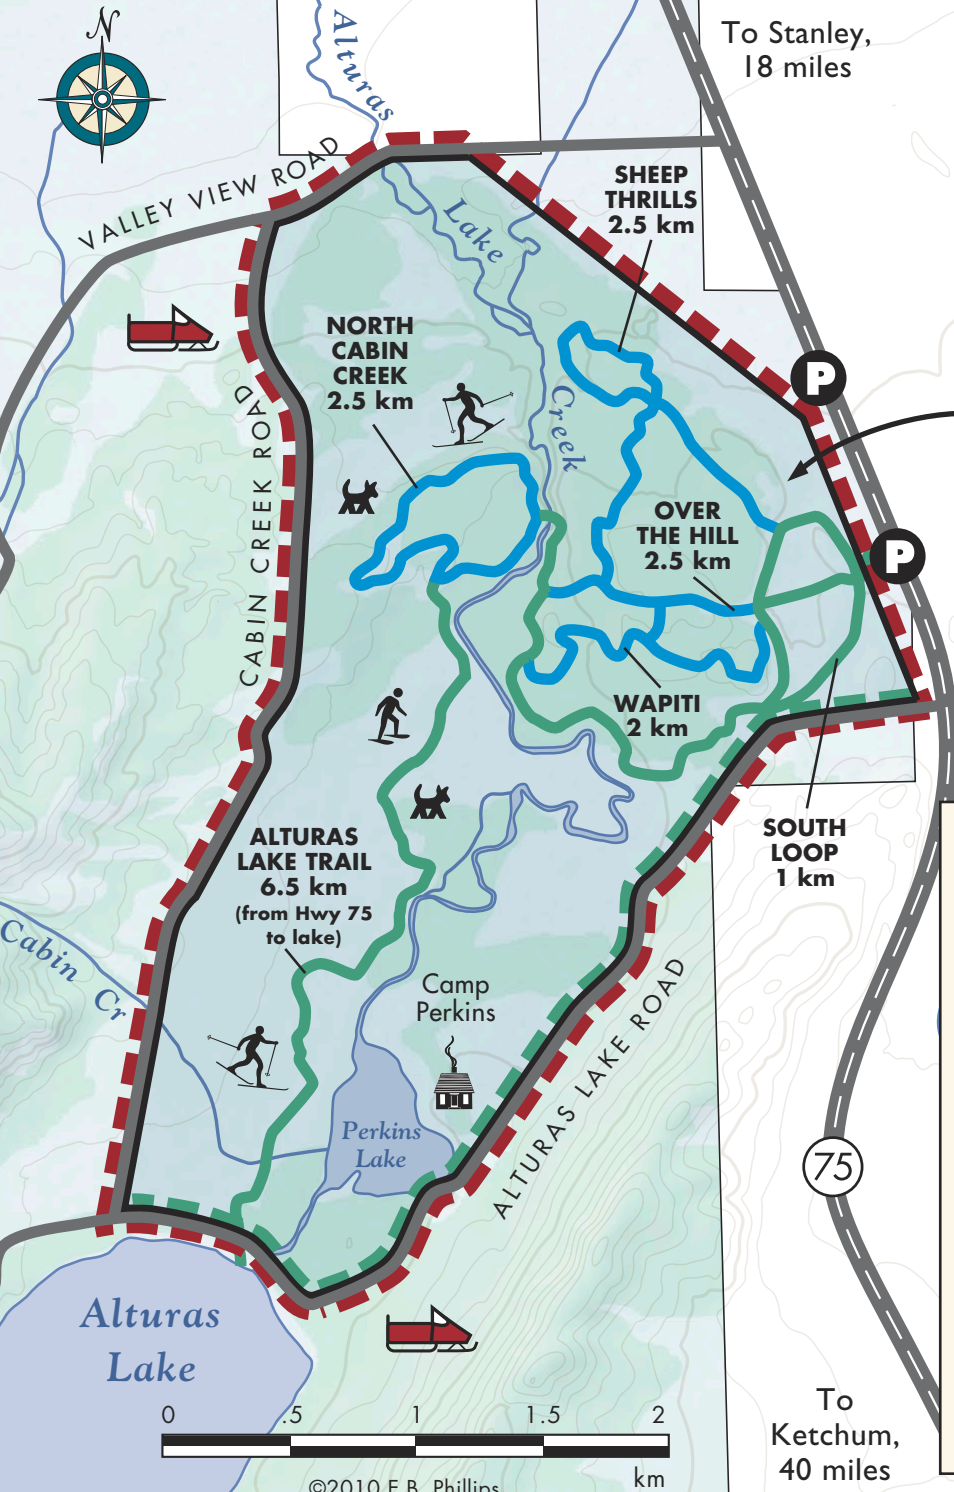 N
To Stanley,
18 miles
Alturas
Lake
Creek
VALLEY VIEW ROAD
SHEEP
THRILLS
2.5 km
NORTH
CABIN
CREEK
2.5 km
P
CABIN CREEK ROAD
OVER
THE HILL
2.5 km
P
WAPITI
2 km
ALTURAS
LAKE TRAIL
6.5 km
(from Hwy 75
to lake)
SOUTH
LOOP
1 km
Cabin Cr
Camp
Perkins
ALTURAS LAKE ROAD
Perkins
Lake
75
Alturas
Lake
To
Ketchum,
40 miles
0 .5 1 1.5 2
km
©2010 E.B. Phillips